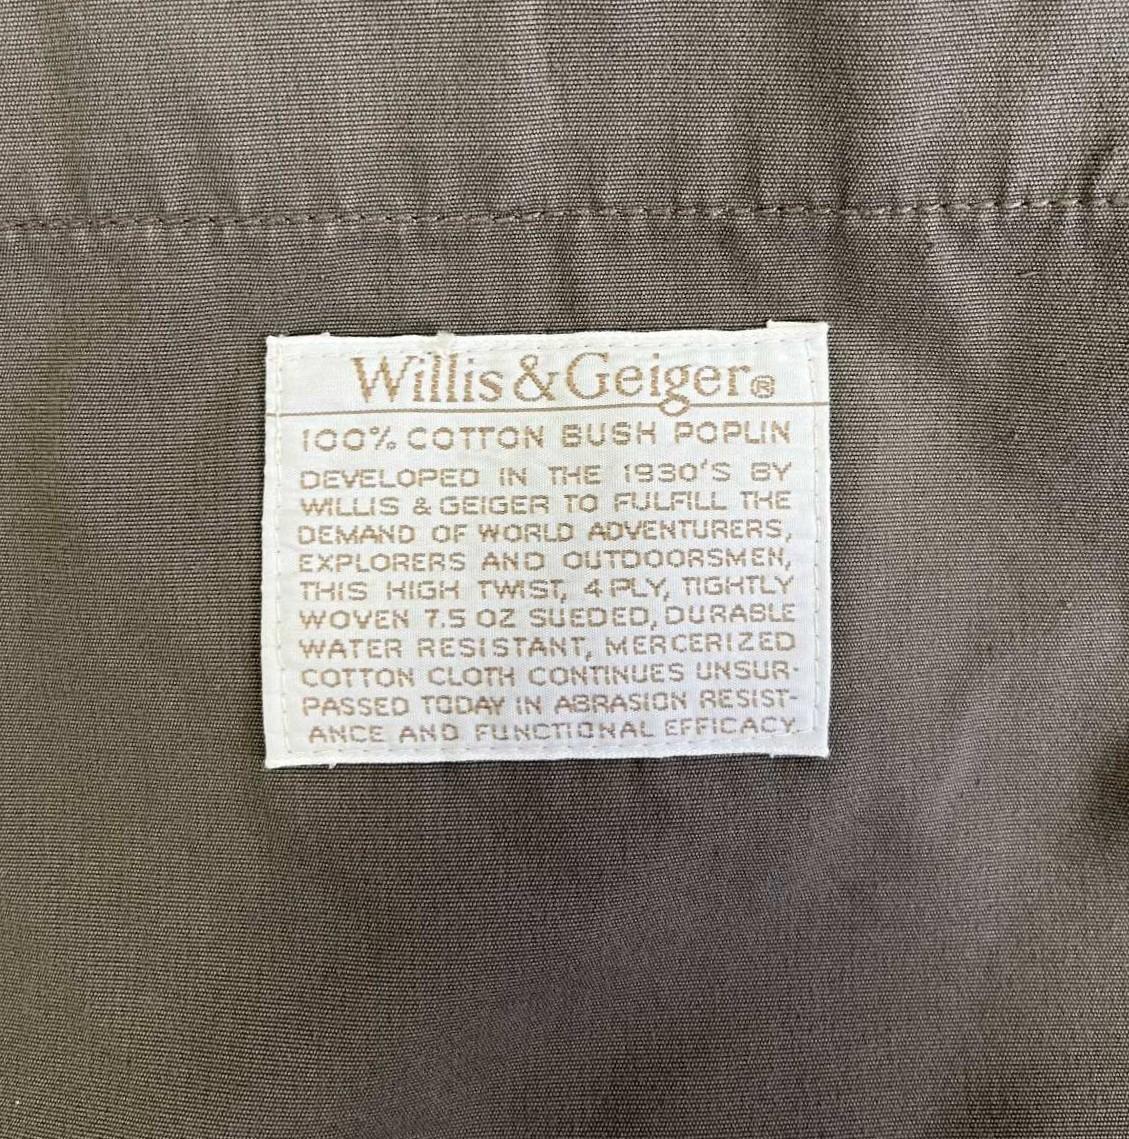 Willis & Geiger®
100% COTTON BUSH POPLIN
DEVELOPED IN THE 1930'S BY
WILLIS & GEIGER TO FULFILL THE
DEMAND OF WORLD ADVENTURERS,
EXPLORERS AND OUTDOORSMEN,
THIS HIGH TWIST, 4 PLY, TIGHTLY
WOVEN 7.5 OZ SUEDED, DURABLE
WATER RESISTANT, MERCERIZED
COTTON CLOTH CONTINUES UNSUR-
PASSED TODAY IN ABRASION RESIST-
ANCE AND FUNCTIONAL EFFICACY.